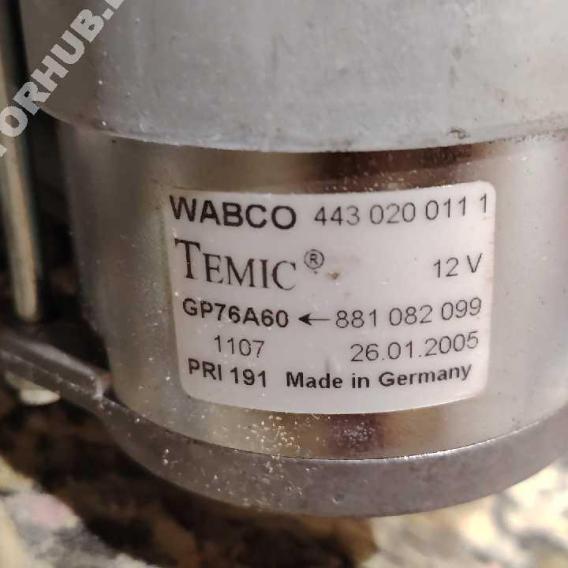 TORHUB.
WABCO 443 020 011 1
TEMIC® 12 V
GP76A60 ←881 082 099
1107 26.01.2005
PRI 191 Made in Germany